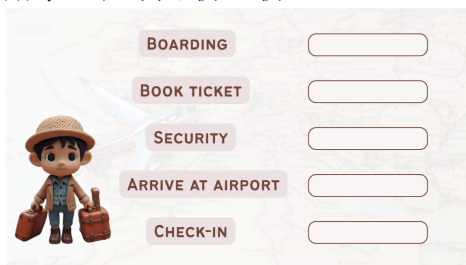 BOARDING
BOOK TICKET
SECURITY
ARRIVE AT AIRPORT
CHECK-IN